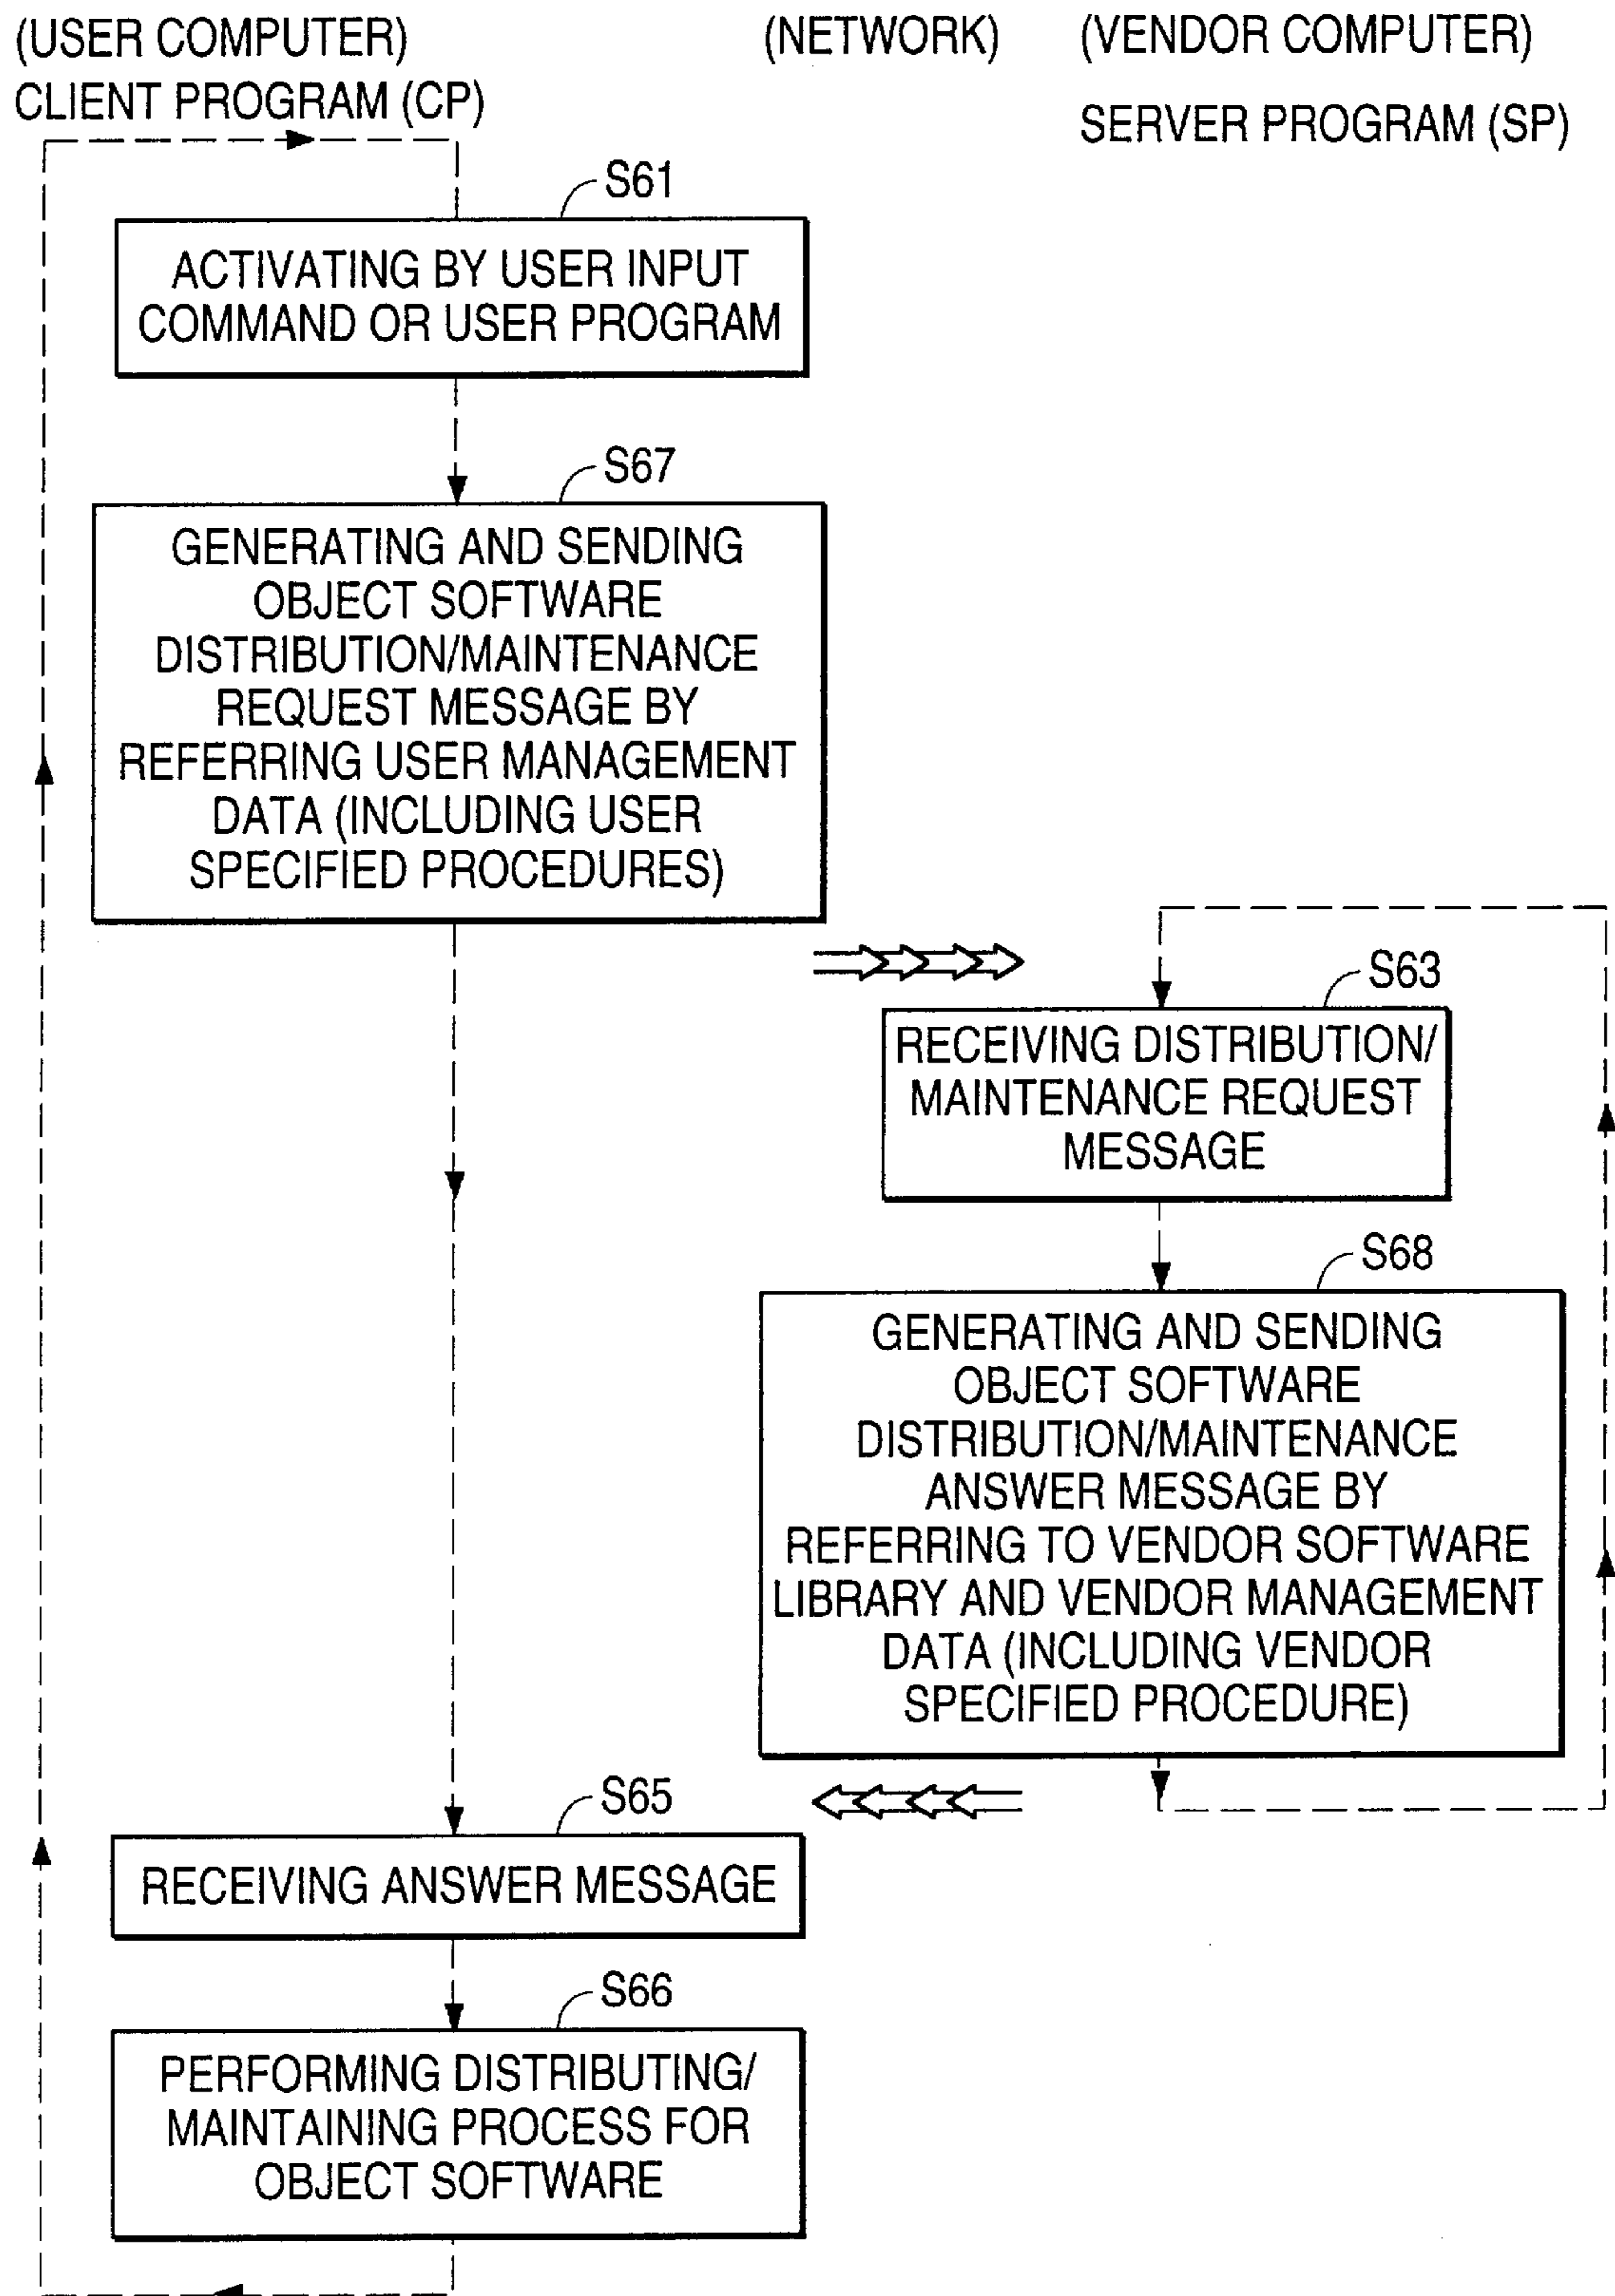 (USER COMPUTER)
CLIENT PROGRAM (CP)
(NETWORK)
(VENDOR COMPUTER)
SERVER PROGRAM (SP)
S61
ACTIVATING BY USER INPUT
COMMAND OR USER PROGRAM
S67
GENERATING AND SENDING
OBJECT SOFTWARE
DISTRIBUTION/MAINTENANCE
REQUEST MESSAGE BY
REFERRING USER MANAGEMENT
DATA (INCLUDING USER
SPECIFIED PROCEDURES)
S63
RECEIVING DISTRIBUTION/
MAINTENANCE REQUEST
MESSAGE
S68
GENERATING AND SENDING
OBJECT SOFTWARE
DISTRIBUTION/MAINTENANCE
ANSWER MESSAGE BY
REFERRING TO VENDOR SOFTWARE
LIBRARY AND VENDOR MANAGEMENT
DATA (INCLUDING VENDOR
SPECIFIED PROCEDURE)
S65
RECEIVING ANSWER MESSAGE
S66
PERFORMING DISTRIBUTING/
MAINTAINING PROCESS FOR
OBJECT SOFTWARE